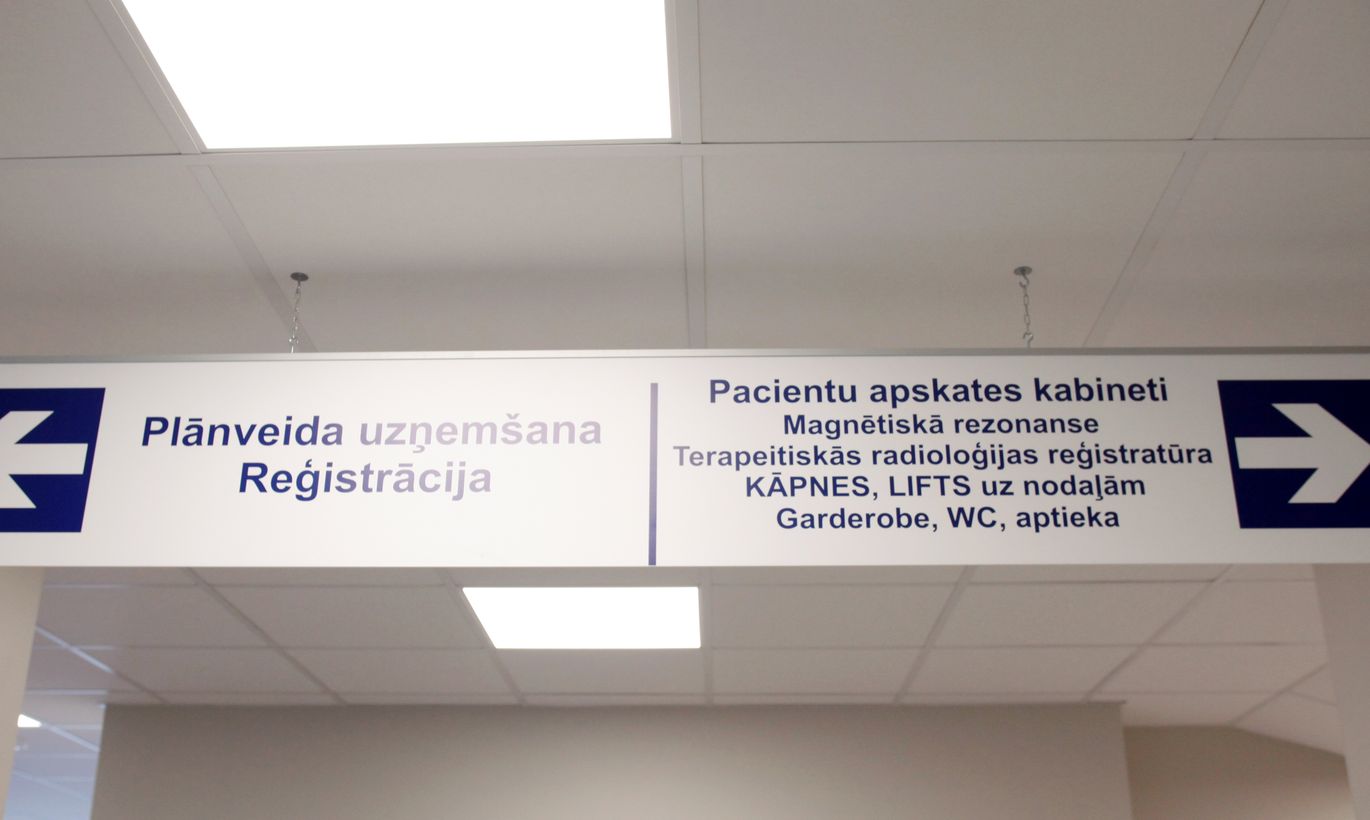 Plānveida uzņemšana
Reģistrācija
Pacientu apskates kabineti
Magnētiskā rezonanse
Terapeitiskās radioloģijas reģistratūra
KĀPNES, LIFTS uz nodaļām
Garderobe, WC, aptieka